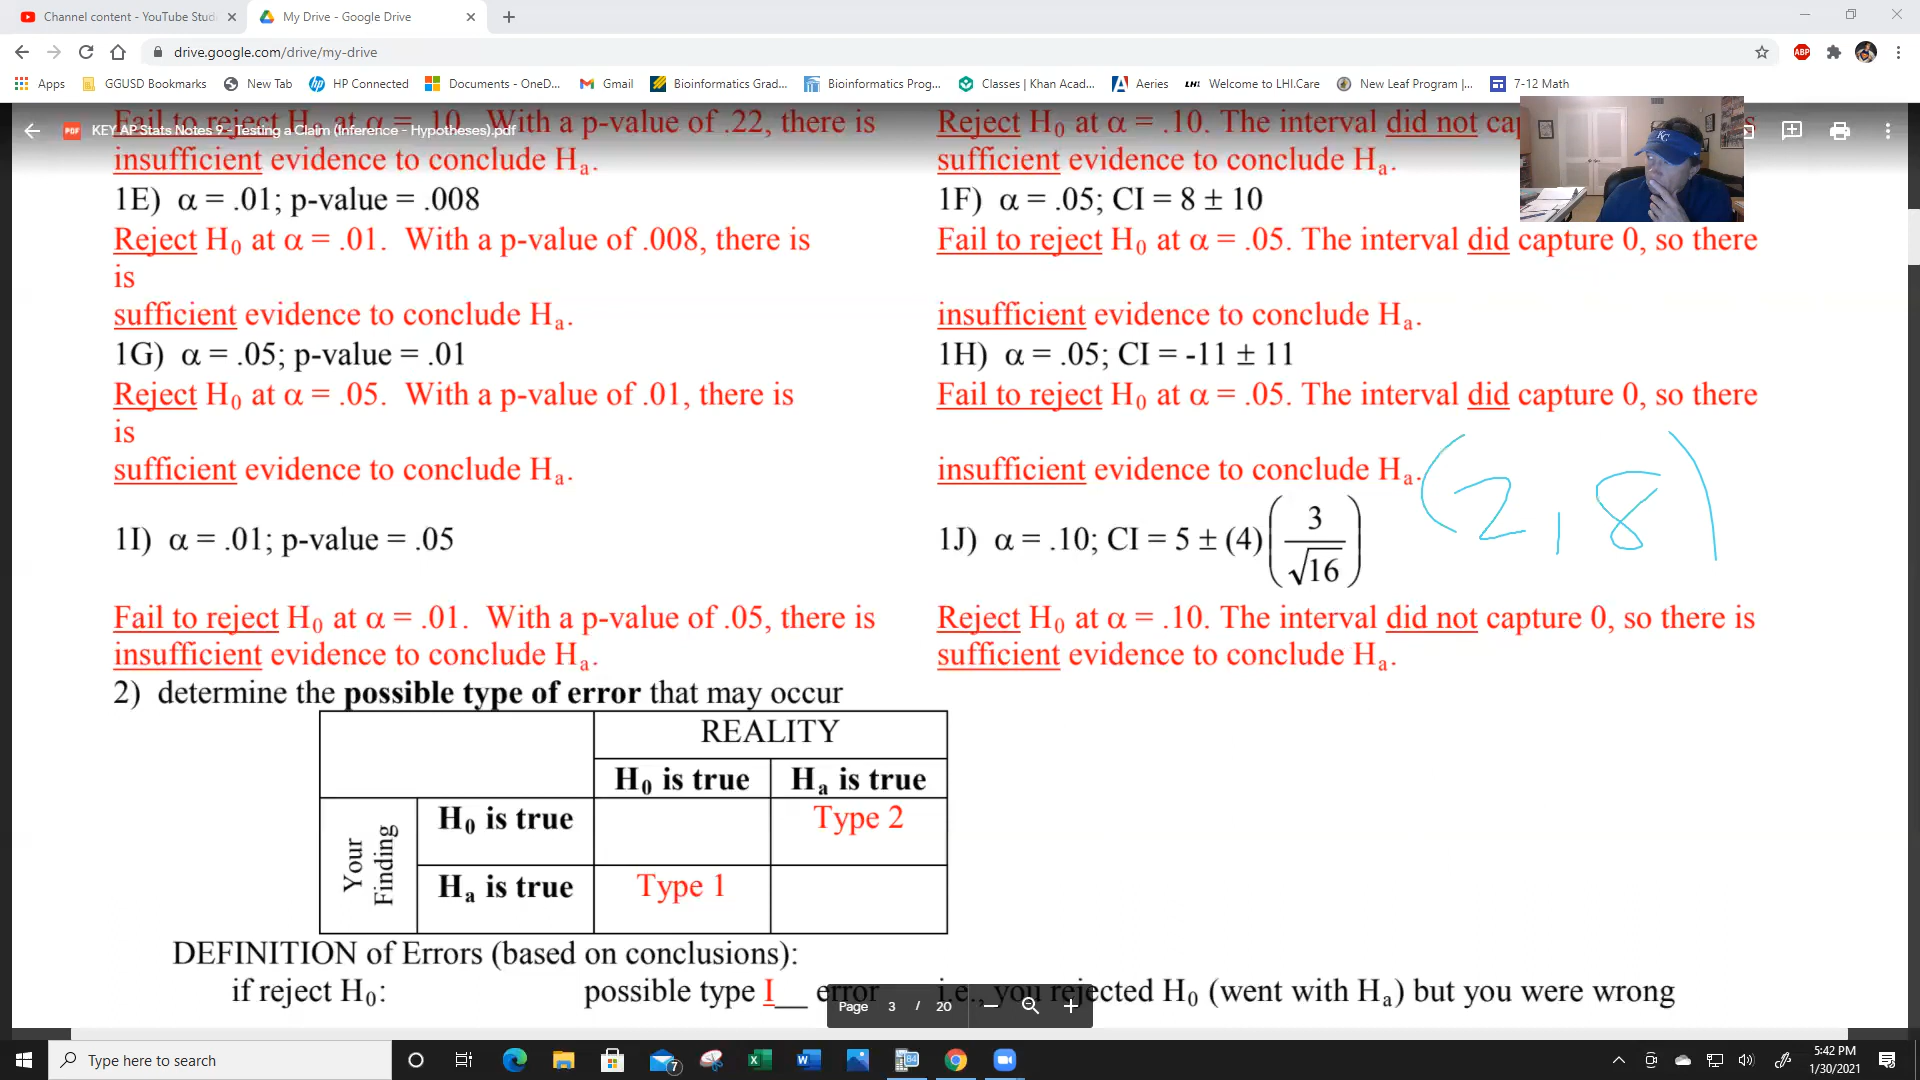 Channel content - YouTube Stud
My Drive - Google Drive
drive.google.com/drive/my-drive
ABP
Apps GGUSD Bookmarks New Tab HP Connected Documents - OneD... Gmail Bioinformatics Grad... Bioinformatics Prog... Classes | Khan Acad... Aeries LHI Welcome to LHI.Care New Leaf Program |... 7-12 Math
PDF KEY AP Stats Notes 9 - Testing a Claim (Inference - Hypotheses).pdf
Fail to reject H₀ at α = .10. With a p-value of .22, there is
insufficient evidence to conclude Hₐ.
Reject H₀ at α = .10. The interval did not cap
sufficient evidence to conclude Hₐ.
KC
1E) α = .01; p-value = .008
Reject H₀ at α = .01. With a p-value of .008, there is
is
sufficient evidence to conclude Hₐ.
1F) α = .05; CI = 8 ± 10
Fail to reject H₀ at α = .05. The interval did capture 0, so there
insufficient evidence to conclude Hₐ.
1G) α = .05; p-value = .01
Reject H₀ at α = .05. With a p-value of .01, there is
is
sufficient evidence to conclude Hₐ.
1H) α = .05; CI = -11 ± 11
Fail to reject H₀ at α = .05. The interval did capture 0, so there
insufficient evidence to conclude Hₐ.
1I) α = .01; p-value = .05
Fail to reject H₀ at α = .01. With a p-value of .05, there is
insufficient evidence to conclude Hₐ.
1J) α = .10; CI = 5 ± (4)(3/√16)
(2,8)
Reject H₀ at α = .10. The interval did not capture 0, so there is
sufficient evidence to conclude Hₐ.
2) determine the possible type of error that may occur
REALITY
H₀ is true Hₐ is true
Your Finding
H₀ is true Type 2
Hₐ is true Type 1
DEFINITION of Errors (based on conclusions):
if reject H₀: possible type I__ error i.e., you rejected H₀ (went with Hₐ) but you were wrong
Page 3 / 20
Type here to search
7
84
5:42 PM
1/30/2021